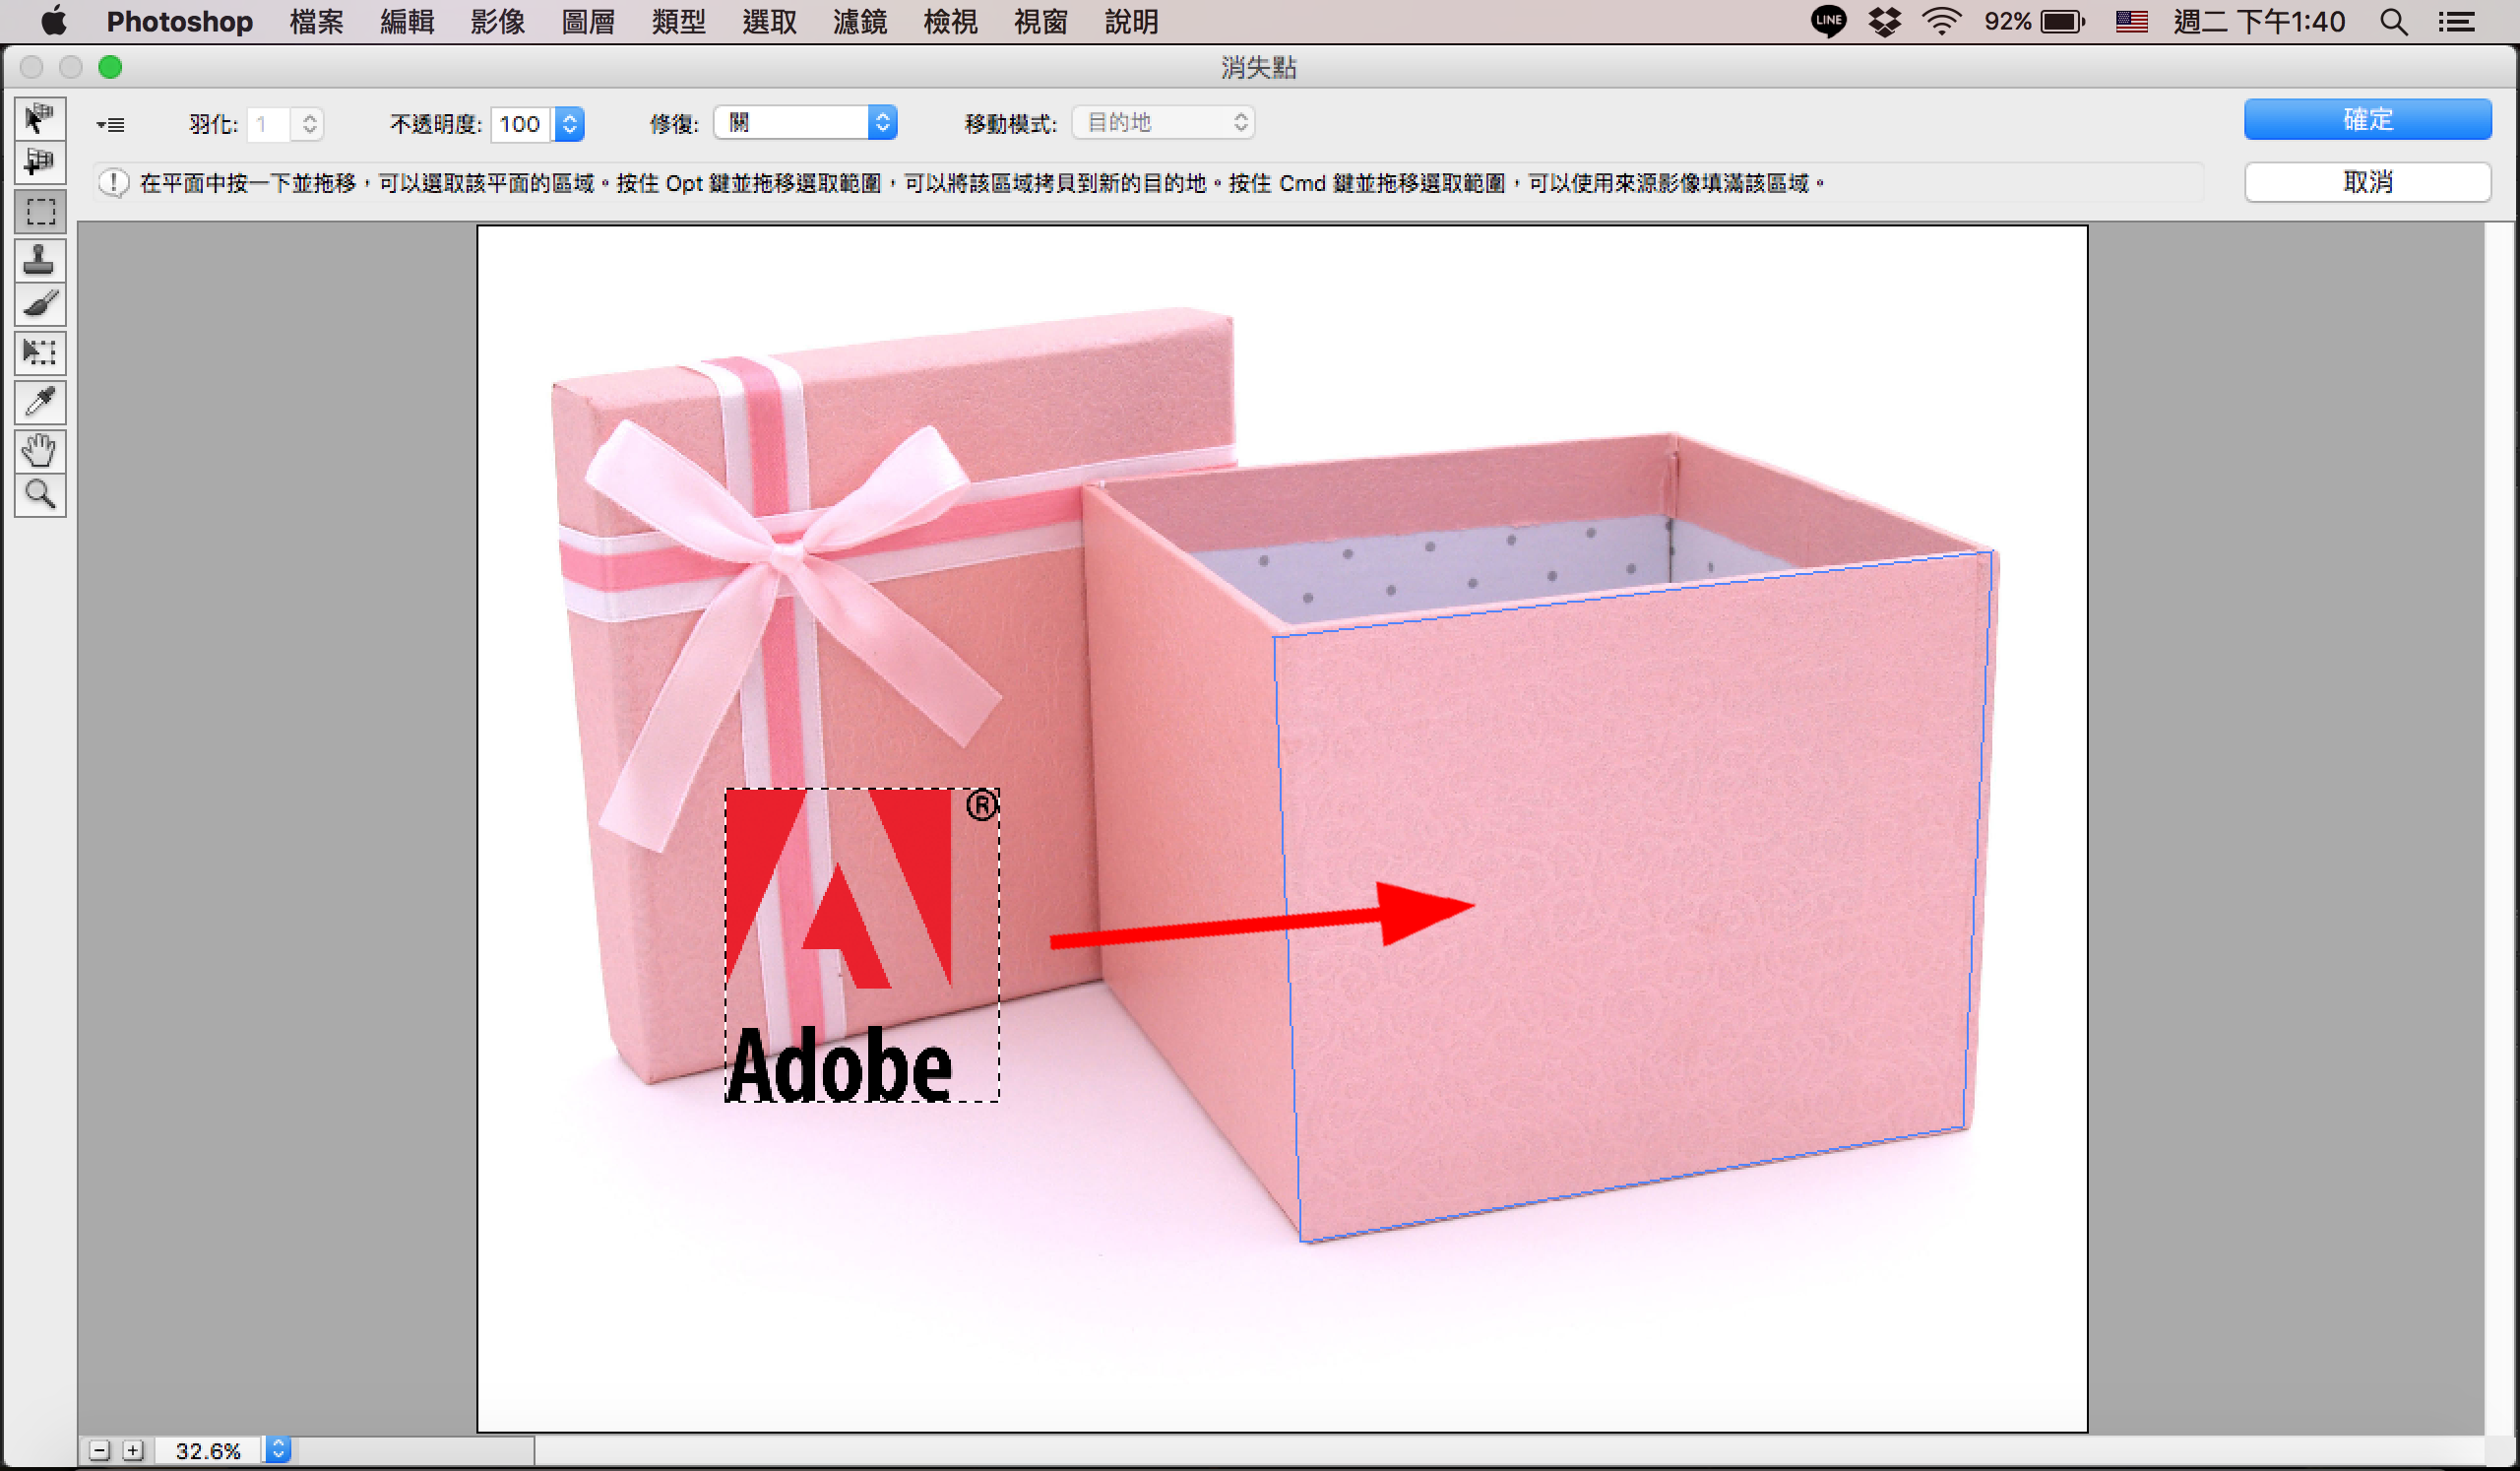 Photoshop 檔案 編輯 影像 圖層 類型 選取 濾鏡 檢視 視窗 說明 LINE 92% 週二 下午1:40
消失點
羽化: 1 不透明度: 100 修復: 關 移動模式: 目的地 確定
在平面中按一下並拖移，可以選取該平面的區域。按住 Opt 鍵並拖移選取範圍，可以將該區域拷貝到新的目的地。按住 Cmd 鍵並拖移選取範圍，可以使用來源影像填滿該區域。
取消
®
Adobe
32.6%